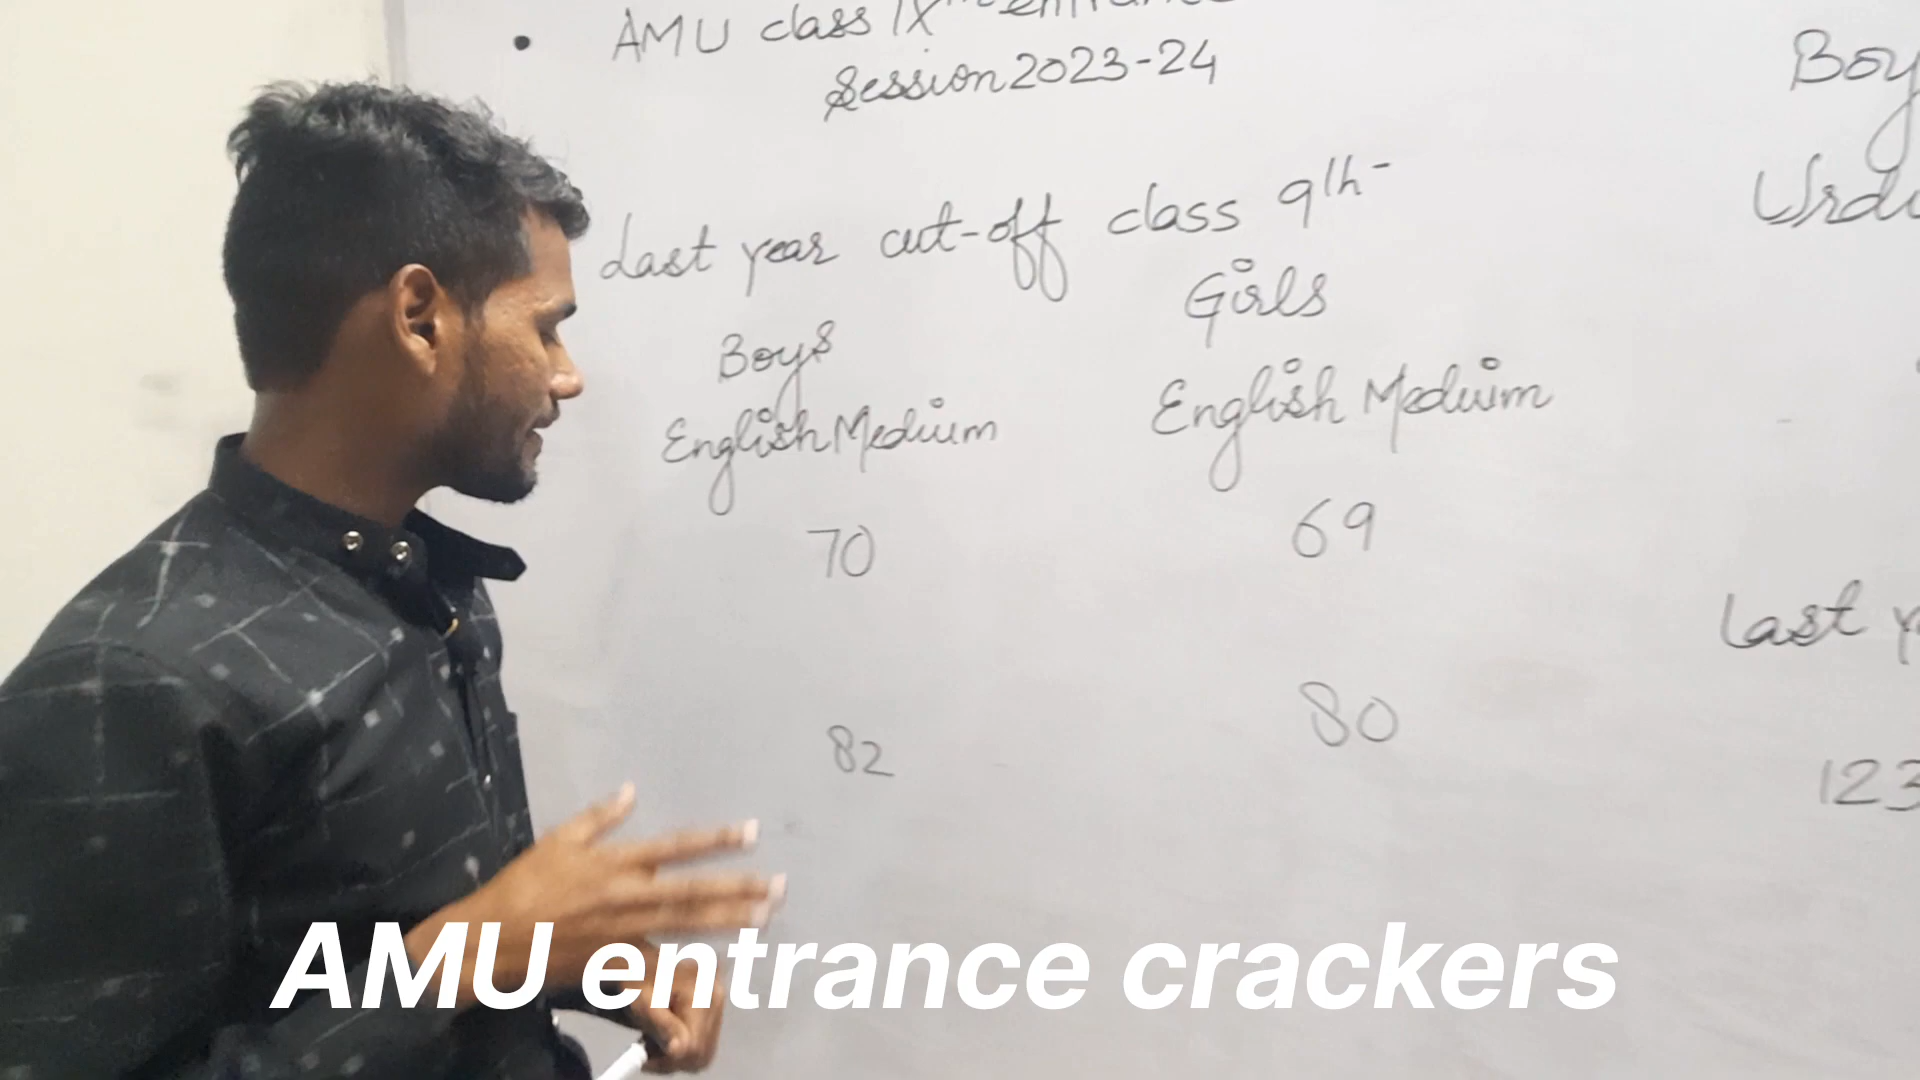 • AMU class IXth entrance
Session 2023-24
Last year cut-off class 9th-
Boys
Girls
English Medium
English Medium
70
69
82
80
Boy
Urdu
Last y
123
AMU entrance crackers